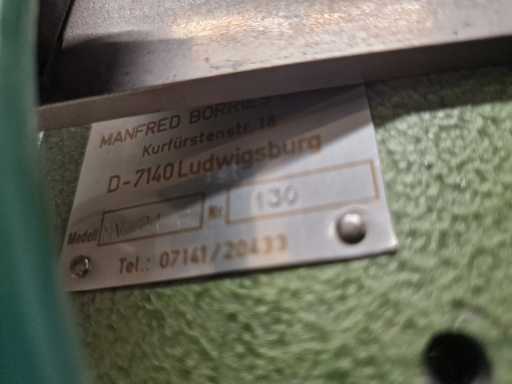 MANFRED BORRIES
Kurfürstenstr. 18
D-7140 Ludwigsburg
Modell Nr. 130
Tel.: 07141/20433